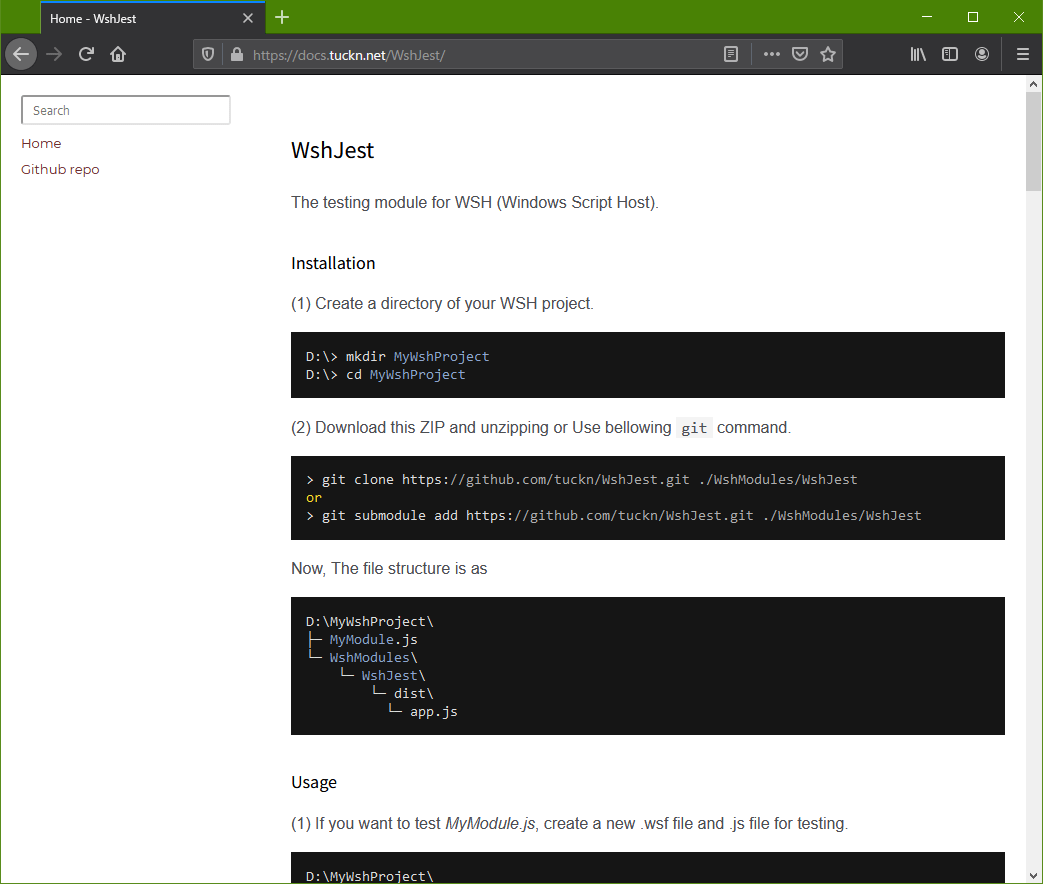 Home - WshJest
https://docs.tuckn.net/WshJest/
Search
Home
Github repo
WshJest
The testing module for WSH (Windows Script Host).
Installation
(1) Create a directory of your WSH project.
D:\> mkdir MyWshProject
D:\> cd MyWshProject
(2) Download this ZIP and unzipping or Use bellowing git command.
> git clone https://github.com/tuckn/WshJest.git ./WshModules/WshJest
or
> git submodule add https://github.com/tuckn/WshJest.git ./WshModules/WshJest
Now, The file structure is as
D:\MyWshProject\
├─ MyModule.js
└─ WshModules\
└─ WshJest\
└─ dist\
└─ app.js
Usage
(1) If you want to test MyModule.js, create a new .wsf file and .js file for testing.
D:\MyWshProject\